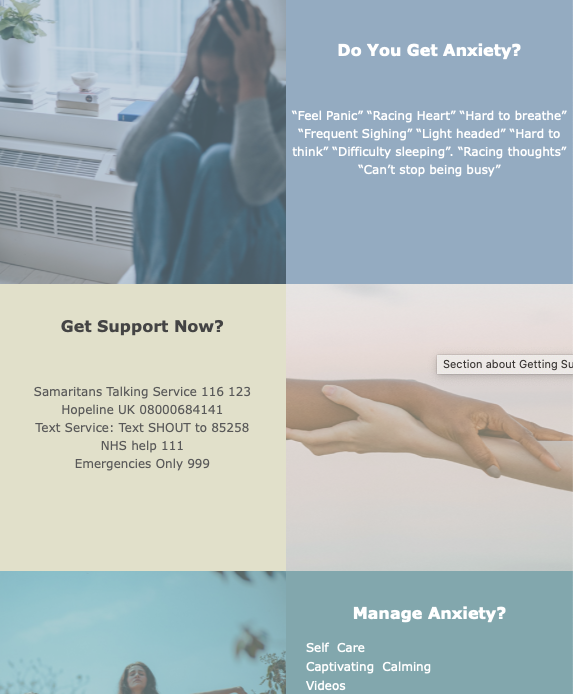 Do You Get Anxiety?
“Feel Panic” “Racing Heart” “Hard to breathe”
“Frequent Sighing” “Light headed” “Hard to
think” “Difficulty sleeping”. “Racing thoughts”
“Can’t stop being busy”
Get Support Now?
Samaritans Talking Service 116 123
Hopeline UK 08000684141
Text Service: Text SHOUT to 85258
NHS help 111
Emergencies Only 999
Section about Getting Su
Manage Anxiety?
Self Care
Captivating Calming
Videos